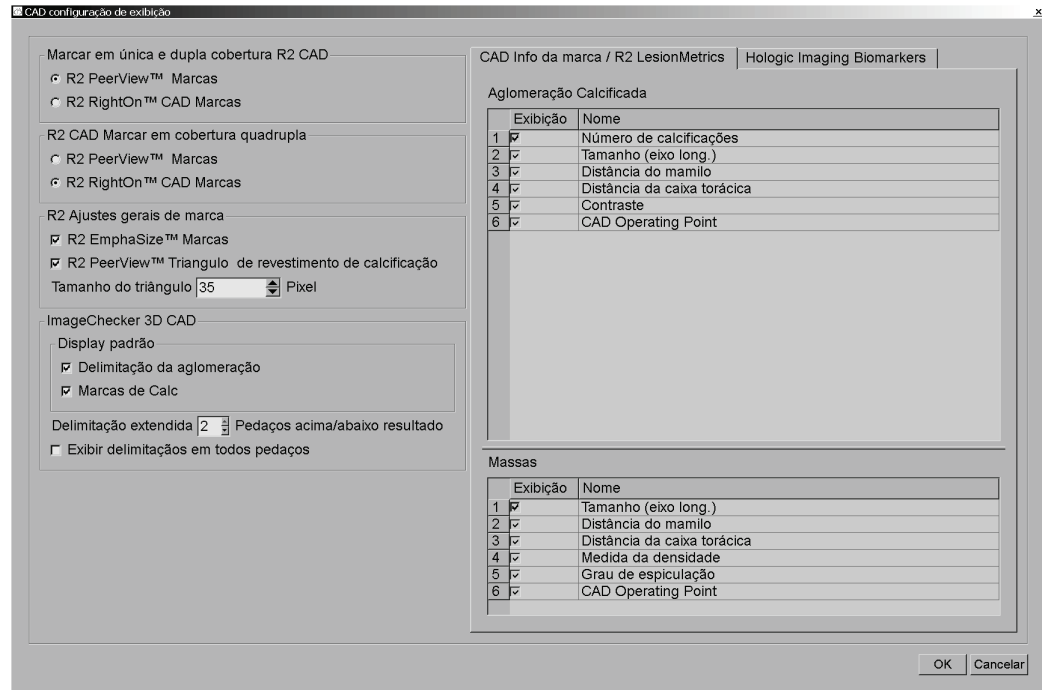 CAD configuração de exibição
x
Marcar em única e dupla cobertura R2 CAD
R2 PeerView™ Marcas
R2 RightOn™ CAD Marcas
R2 CAD Marcar em cobertura quadrupla
R2 PeerView™ Marcas
R2 RightOn™ CAD Marcas
R2 Ajustes gerais de marca
R2 EmphaSize™ Marcas
R2 PeerView™ Triangulo de revestimento de calcificação
Tamanho do triângulo 35 Pixel
ImageChecker 3D CAD
Display padrão
Delimitação da aglomeração
Marcas de Calc
Delimitação extendida 2 Pedaços acima/abaixo resultado
Exibir delimitaçãos em todos pedaços
CAD Info da marca / R2 LesionMetrics Hologic Imaging Biomarkers
Aglomeração Calcificada
Exibição Nome
1 Número de calcificações
2 Tamanho (eixo long.)
3 Distância do mamilo
4 Distância da caixa torácica
5 Contraste
6 CAD Operating Point
Massas
Exibição Nome
1 Tamanho (eixo long.)
2 Distância do mamilo
3 Distância da caixa torácica
4 Medida da densidade
5 Grau de espiculação
6 CAD Operating Point
OK Cancelar